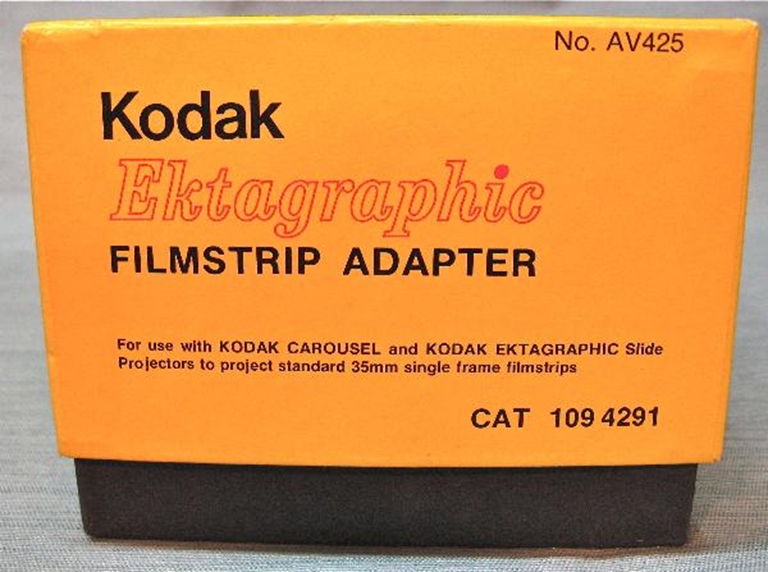 No. AV425
Kodak
Ektagraphic
FILMSTRIP ADAPTER
For use with KODAK CAROUSEL and KODAK EKTAGRAPHIC Slide
Projectors to project standard 35mm single frame filmstrips
CAT 109 4291